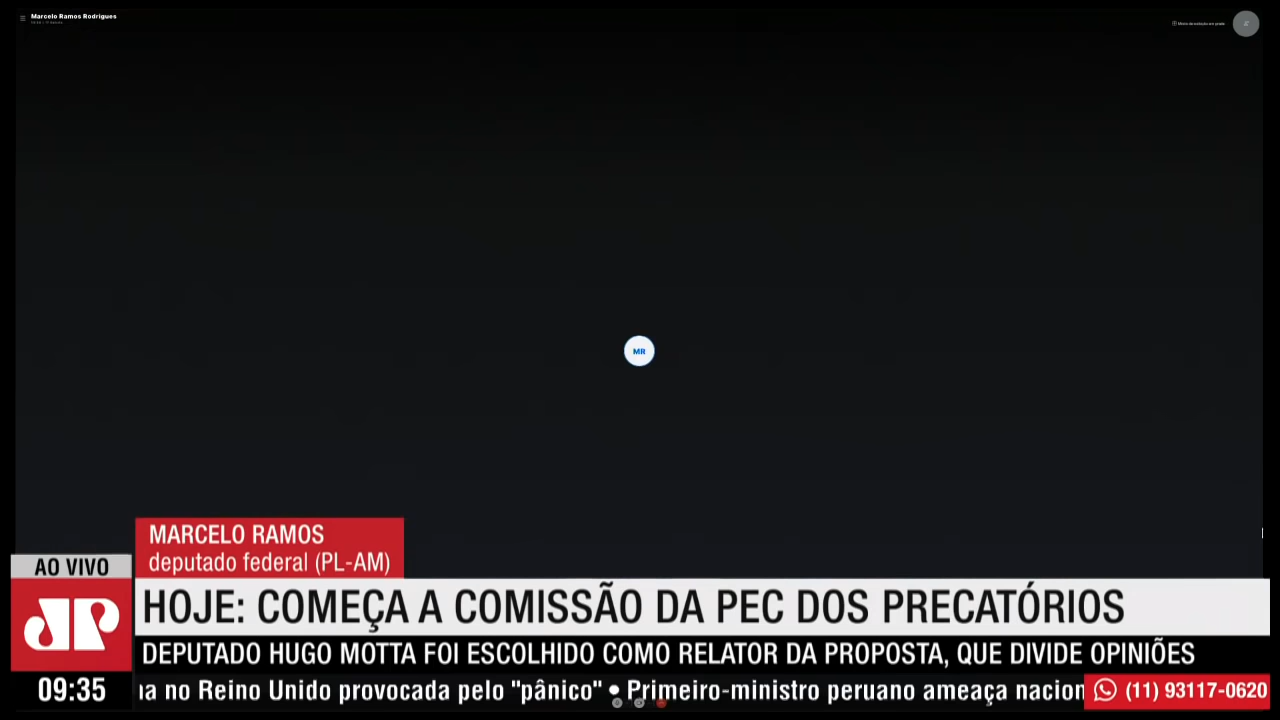 Marcelo Ramos Rodrigues
MR
MARCELO RAMOS
deputado federal (PL-AM)
AO VIVO
JP
HOJE: COMEÇA A COMISSÃO DA PEC DOS PRECATÓRIOS
DEPUTADO HUGO MOTTA FOI ESCOLHIDO COMO RELATOR DA PROPOSTA, QUE DIVIDE OPINIÕES
09:35
no Reino Unido provocada pelo "pânico" • Primeiro-ministro peruano ameaça nacion
(11) 93117-0620